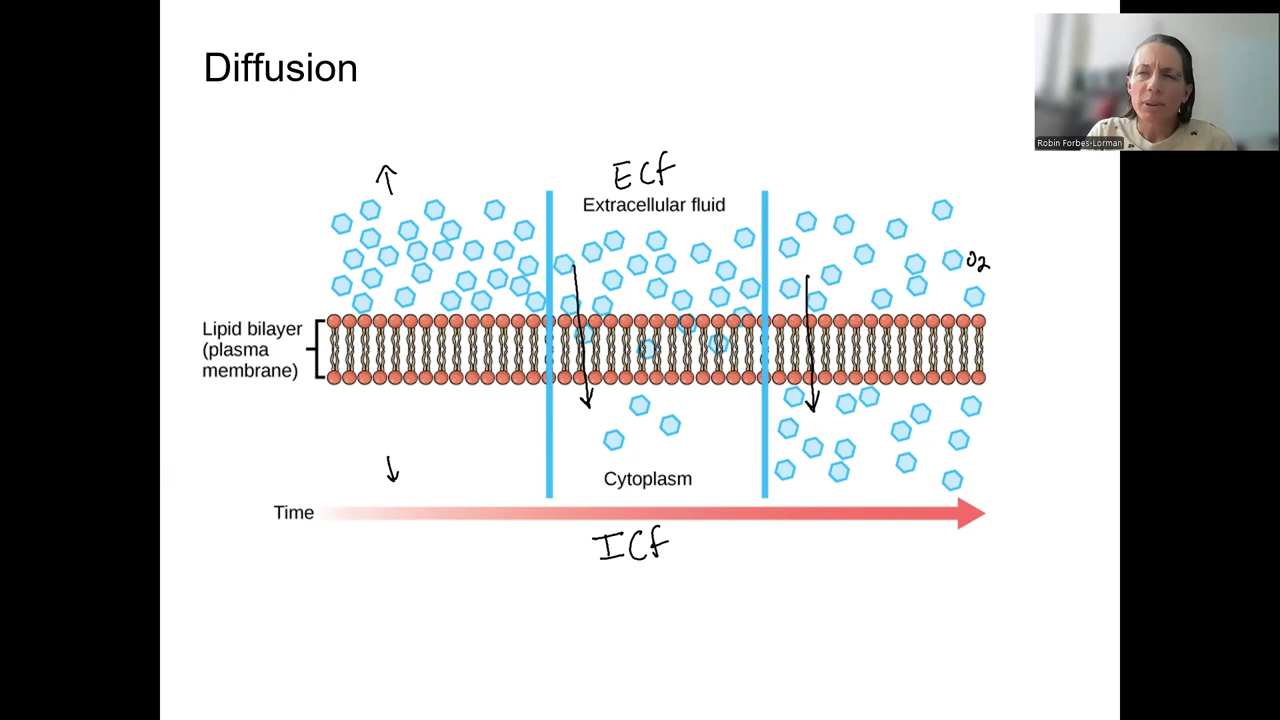 Diffusion
Robin Forbes-Lorman
ECF
Extracellular fluid
O2
Lipid bilayer
(plasma
membrane)
Cytoplasm
Time
ICF